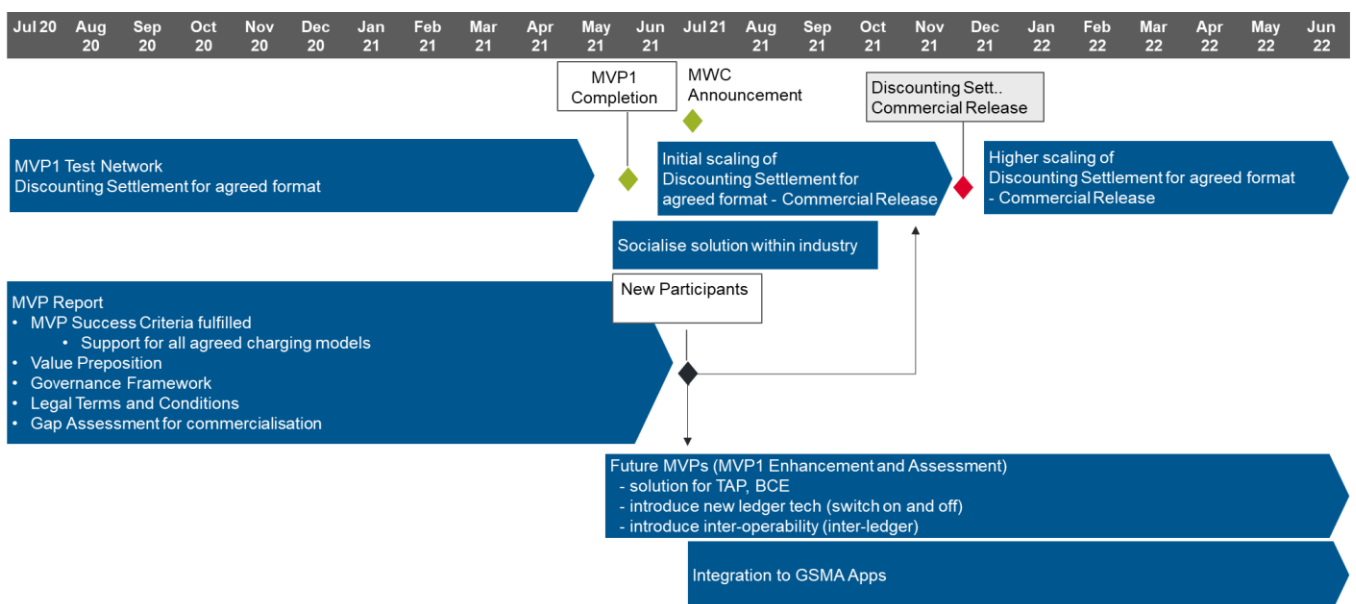 Jul 20 Aug 20 Sep 20 Oct 20 Nov 20 Dec 20 Jan 21 Feb 21 Mar 21 Apr 21 May 21 Jun 21 Jul 21 Aug 21 Sep 21 Oct 21 Nov 21 Dec 21 Jan 22 Feb 22 Mar 22 Apr 22 May 22 Jun 22
MVP1
Completion
MWC
Announcement
Discounting Sett..
Commercial Release
MVP1 Test Network
Discounting Settlement for agreed format
Initial scaling of
Discounting Settlement for
agreed format - Commercial Release
Higher scaling of
Discounting Settlement for agreed format
- Commercial Release
Socialise solution within industry
New Participants
MVP Report
• MVP Success Criteria fulfilled
• Support for all agreed charging models
• Value Preposition
• Governance Framework
• Legal Terms and Conditions
• Gap Assessment for commercialisation
Future MVPs (MVP1 Enhancement and Assessment)
- solution for TAP, BCE
- introduce new ledger tech (switch on and off)
- introduce inter-operability (inter-ledger)
Integration to GSMA Apps